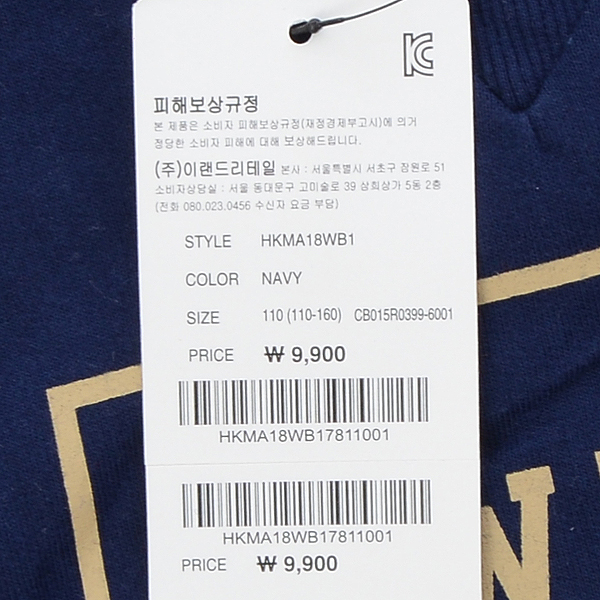 KC
피해보상규정
본 제품은 소비자 피해보상규정(재정경제부고시)에 의거
정당한 소비자 피해에 대해 보상해드립니다.
(주)이랜드리테일 본사 : 서울특별시 서초구 잠원로 51
소비자상담실 : 서울 동대문구 고미술로 39 삼희상가 5동 2층
(전화 080.023.0456 수신자 요금 부담)
STYLE HKMA18WB1
COLOR NAVY
SIZE 110 (110-160) CB015R0399-6001
PRICE ₩ 9,900
HKMA18WB17811001
HKMA18WB17811001
PRICE ₩ 9,900
N